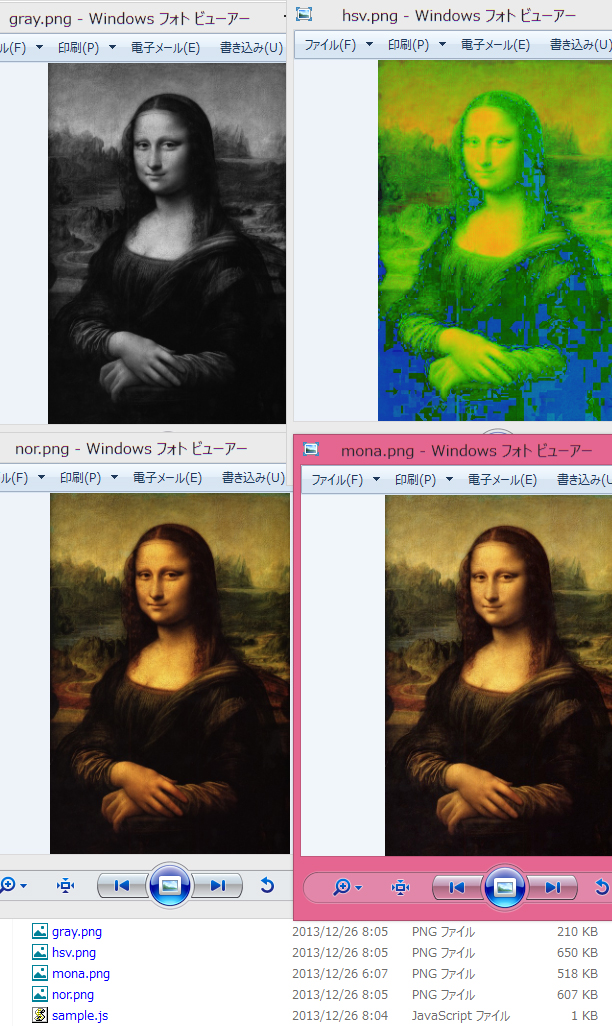 gray.png - Windows フォト ビューアー
ル(F) 印刷(P) 電子メール(E) 書き込み(U)
hsv.png - Windows フォト ビューアー
ファイル(F) 印刷(P) 電子メール(E) 書き込み(U)
nor.png - Windows フォト ビューアー
ル(F) 印刷(P) 電子メール(E) 書き込み(U)
mona.png - Windows フォト ビューアー
ファイル(F) 印刷(P) 電子メール(E) 書き込み(U
gray.png 2013/12/26 8:05 PNG ファイル 210 KB
hsv.png 2013/12/26 8:05 PNG ファイル 650 KB
mona.png 2013/12/26 6:07 PNG ファイル 518 KB
nor.png 2013/12/26 8:05 PNG ファイル 607 KB
sample.js 2013/12/26 8:04 JavaScript ファイル 1 KB